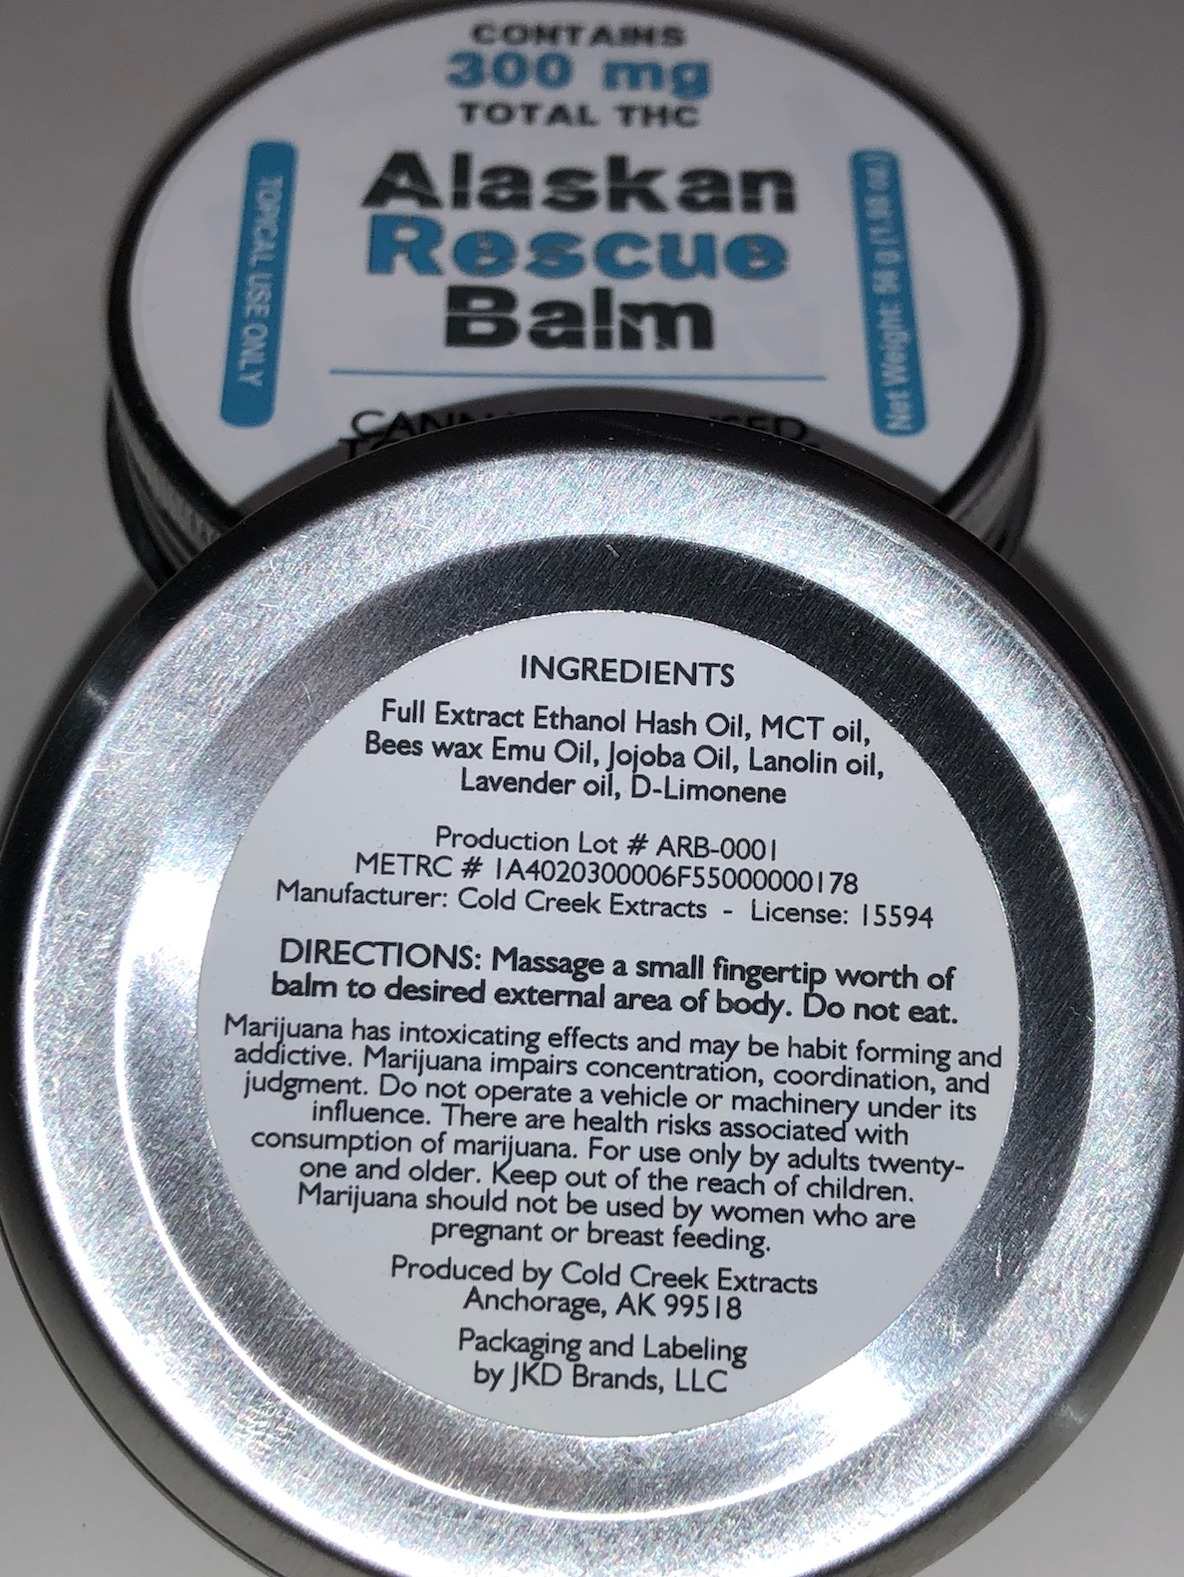 CONTAINS
300 mg
TOTAL THC
Alaskan
Rescue
Balm
TOPICAL USE ONLY
Net Weight: 56 g (1.98 oz.)
INGREDIENTS
Full Extract Ethanol Hash Oil, MCT oil,
Bees wax Emu Oil, Jojoba Oil, Lanolin oil,
Lavender oil, D-Limonene
Production Lot # ARB-0001
METRC # 1A4020300006F55000000178
Manufacturer: Cold Creek Extracts - License: 15594
DIRECTIONS: Massage a small fingertip worth of
balm to desired external area of body. Do not eat.
Marijuana has intoxicating effects and may be habit forming and
addictive. Marijuana impairs concentration, coordination, and
judgment. Do not operate a vehicle or machinery under its
influence. There are health risks associated with
consumption of marijuana. For use only by adults twenty-
one and older. Keep out of the reach of children.
Marijuana should not be used by women who are
pregnant or breast feeding.
Produced by Cold Creek Extracts
Anchorage, AK 99518
Packaging and Labeling
by JKD Brands, LLC